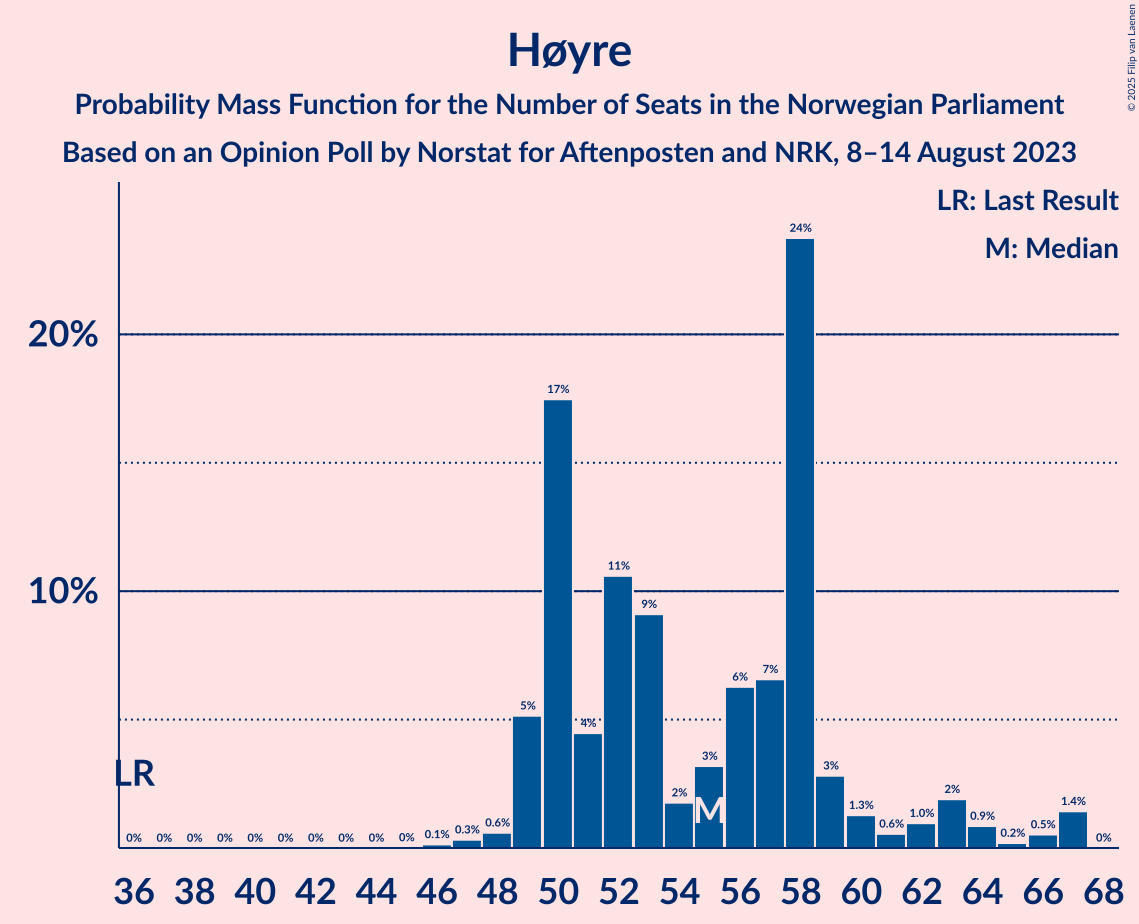 © 2025 Filip van Laenen
Høyre
Probability Mass Function for the Number of Seats in the Norwegian Parliament
Based on an Opinion Poll by Norstat for Aftenposten and NRK, 8–14 August 2023
LR: Last Result
M: Median
24%
20%
17%
11%
10%
9%
7%
6%
5%
4%
3%
3%
2%
2%
LR
M
1.3%
1.4%
1.0%
0.9%
0.6%
0.6%
0.5%
0.3%
0.2%
0% 0% 0% 0% 0% 0% 0% 0% 0% 0% 0.1% 0%
36 38 40 42 44 46 48 50 52 54 56 58 60 62 64 66 68